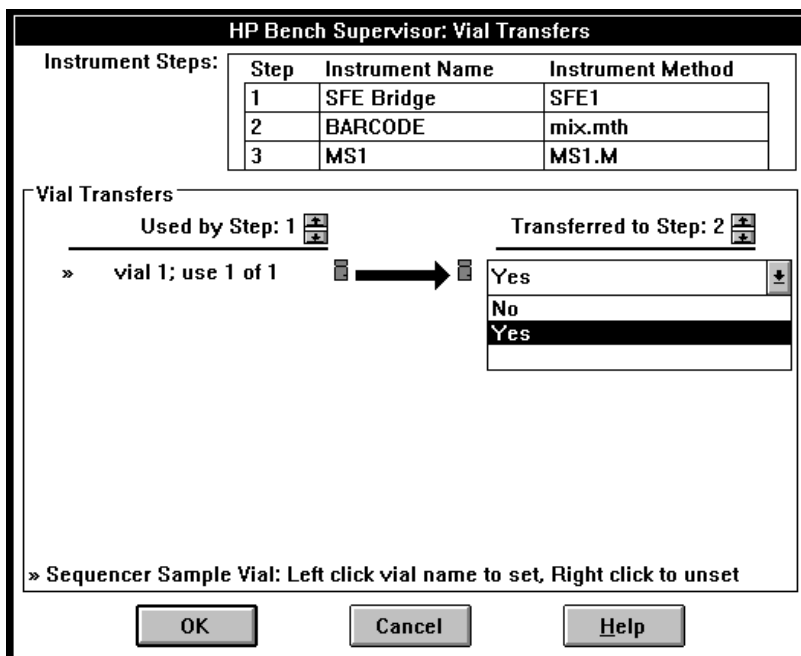 HP Bench Supervisor: Vial Transfers
Instrument Steps:
Step Instrument Name Instrument Method
1 SFE Bridge SFE1
2 BARCODE mix.mth
3 MS1 MS1.M
Vial Transfers
Used by Step: 1 Transferred to Step: 2
» vial 1; use 1 of 1 Yes
No
Yes
» Sequencer Sample Vial: Left click vial name to set, Right click to unset
OK Cancel Help